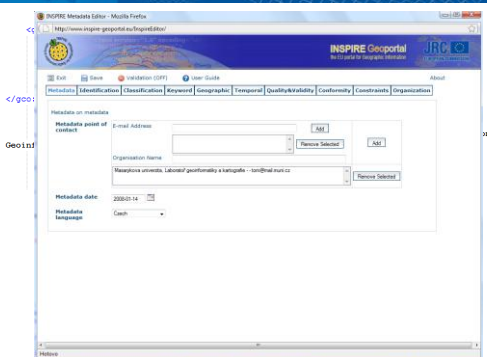 INSPIRE Metadata Editor - Mozilla Firefox
http://www.inspire-geoportal.eu/InspireEditor/
<g
INSPIRE Geoportal
the EU portal for Geographic Information
JRC
Exit Save Validation (OFF) User Guide About
Metadata Identification Classification Keyword Geographic Temporal Quality&Validity Conformity Constraints Organization
</gco:
Metadata on metadata
Metadata point of contact
E-mail Address
Add
Remove Selected
Add
Geoinf
Organisation Name
Masarykova univerzita, Laboratoř geoinformatiky a kartografie - -tom@mail.muni.cz
Remove Selected
Metadata date
2008-01-14
Metadata language
Czech
Hotovo